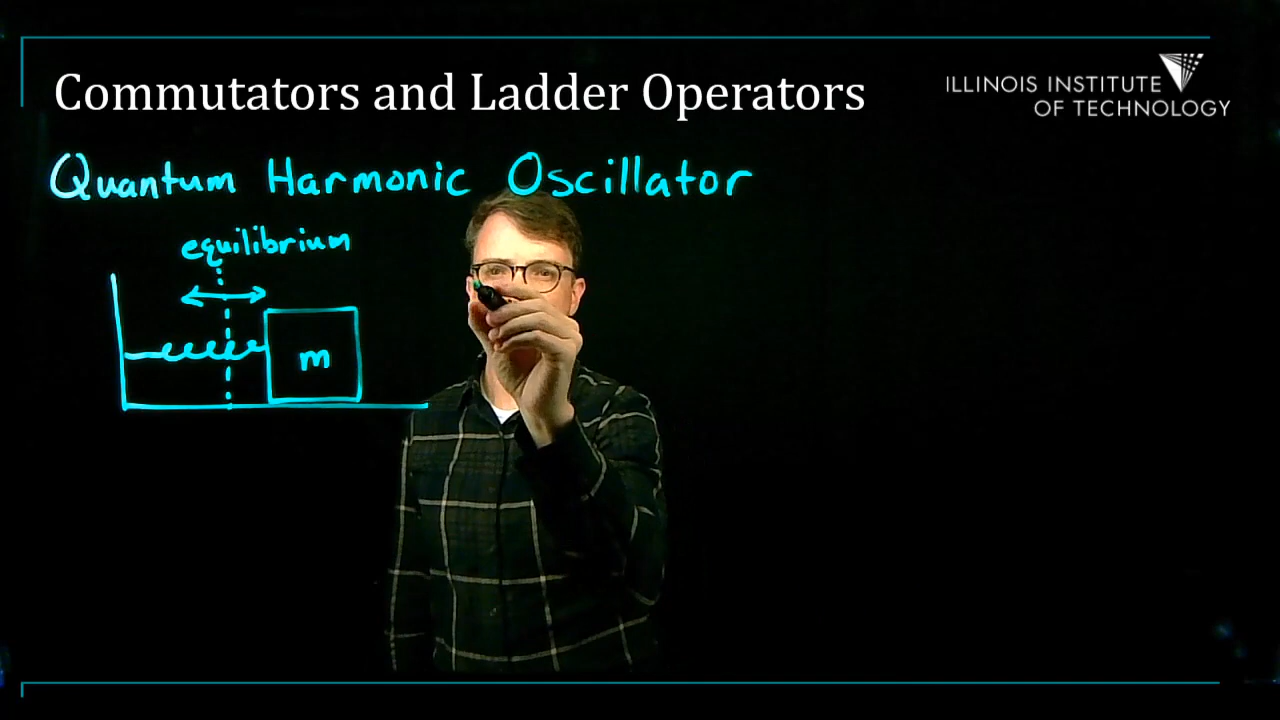 Commutators and Ladder Operators
ILLINOIS INSTITUTE
OF TECHNOLOGY
Quantum Harmonic Oscillator
equilibrium
m